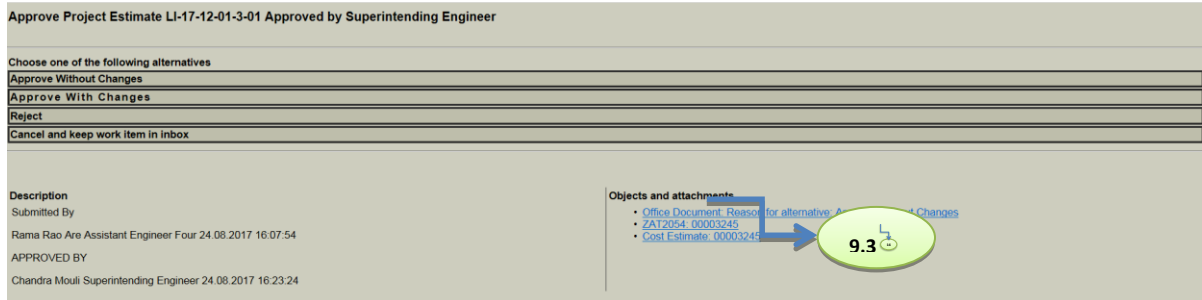 Approve Project Estimate LI-17-12-01-3-01 Approved by Superintending Engineer
Choose one of the following alternatives
Approve Without Changes
Approve With Changes
Reject
Cancel and keep work item in inbox
Description
Submitted By
Rama Rao Are Assistant Engineer Four 24.08.2017 16:07:54
APPROVED BY
Chandra Mouli Superintending Engineer 24.08.2017 16:23:24
Objects and attachments
• Office Document: Reason for alternative: Changes
• ZAT2054: 00003245
• Cost Estimate: 00003245
9.3